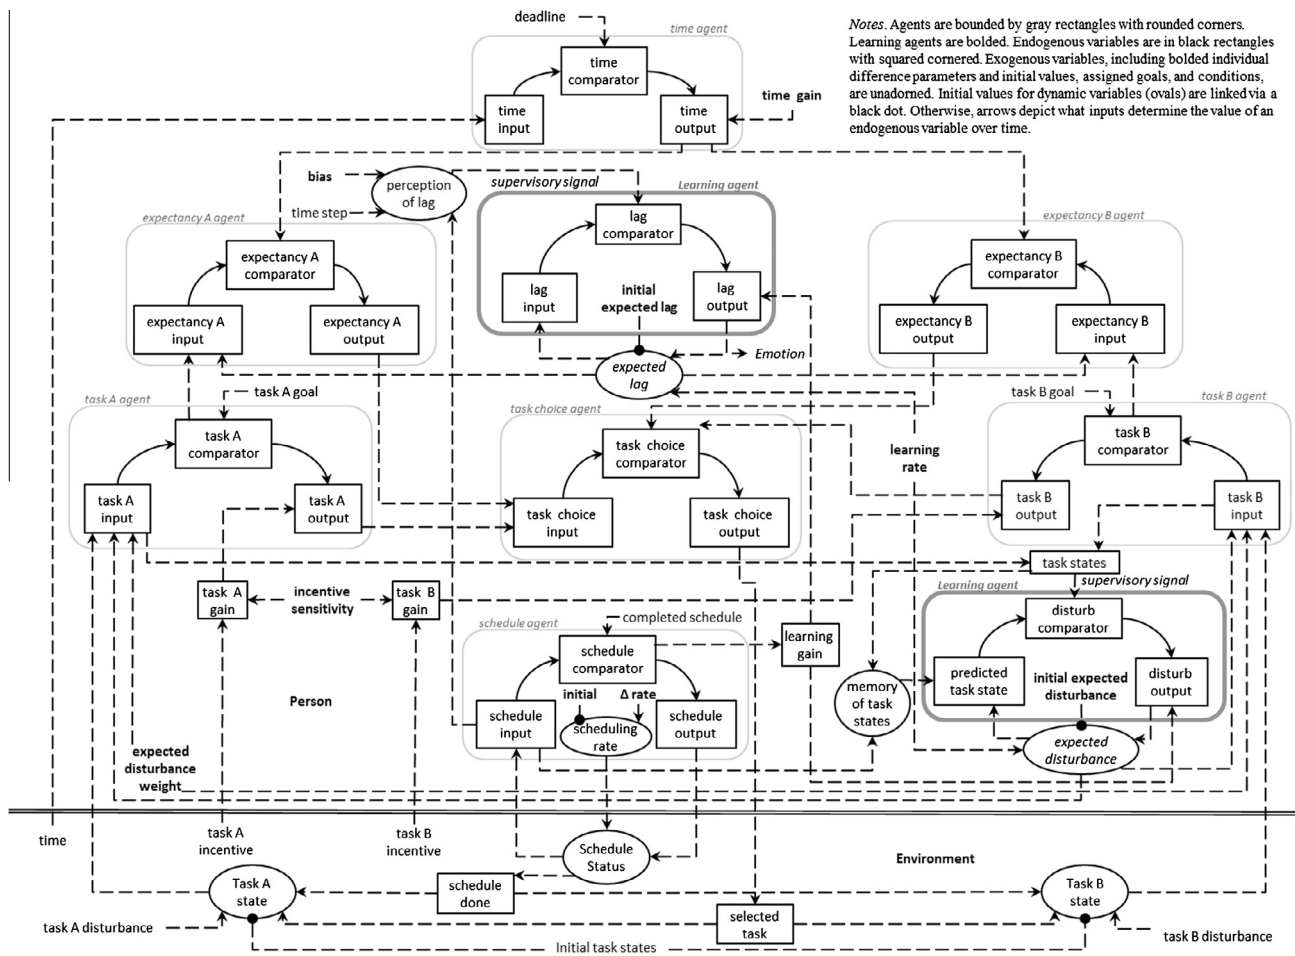 deadline
time agent
time
comparator
time
input
time
output
time gain
Notes. Agents are bounded by gray rectangles with rounded corners.
Learning agents are bolded. Endogenous variables are in black rectangles
with squared cornered. Exogenous variables, including bolded individual
difference parameters and initial values, assigned goals, and conditions,
are unadorned. Initial values for dynamic variables (ovals) are linked via a
black dot. Otherwise, arrows depict what inputs determine the value of an
endogenous variable over time.
bias
time step
perception
of lag
supervisory signal
Learning agent
lag
comparator
lag
input
initial
expected lag
lag
output
Emotion
expected
lag
expectancy A agent
expectancy A
comparator
expectancy A
input
expectancy A
output
expectancy B agent
expectancy B
comparator
expectancy B
output
expectancy B
input
task A agent
task A goal
task A
comparator
task A
input
task A
output
task choice agent
task choice
comparator
task choice
input
task choice
output
learning
rate
task B goal
task B agent
task B
comparator
task B
output
task B
input
task states
supervisory signal
Learning agent
disturb
comparator
predicted
task state
initial expected
disturbance
disturb
output
expected
disturbance
memory
of task
states
task A
gain
incentive
sensitivity
task B
gain
schedule agent
completed schedule
schedule
comparator
learning
gain
initial
Δ rate
schedule
input
scheduling
rate
schedule
output
Person
expected
disturbance
weight
time
task A
incentive
task B
incentive
Schedule
Status
Environment
Task A
state
schedule
done
selected
task
Task B
state
task A disturbance
Initial task states
task B disturbance